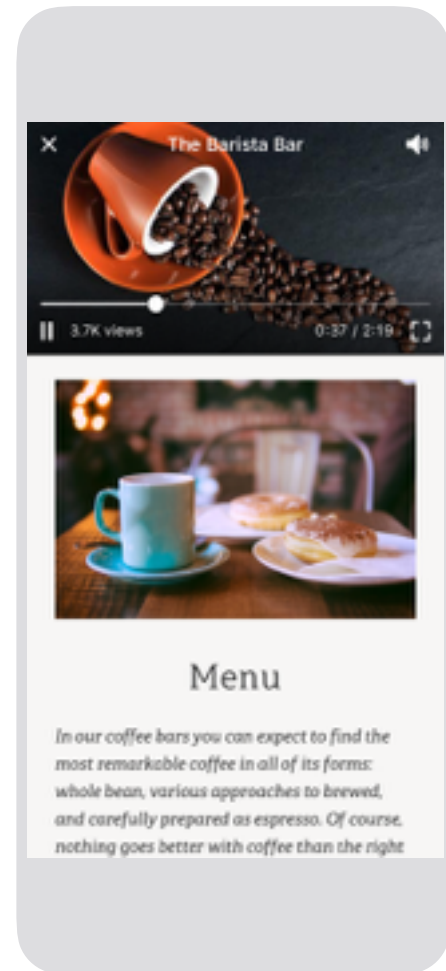 The Barista Bar
3.7K views
0:37 / 2:19
Menu
In our coffee bars you can expect to find the
most remarkable coffee in all of its forms:
whole bean, various approaches to brewed,
and carefully prepared as espresso. Of course,
nothing goes better with coffee than the right